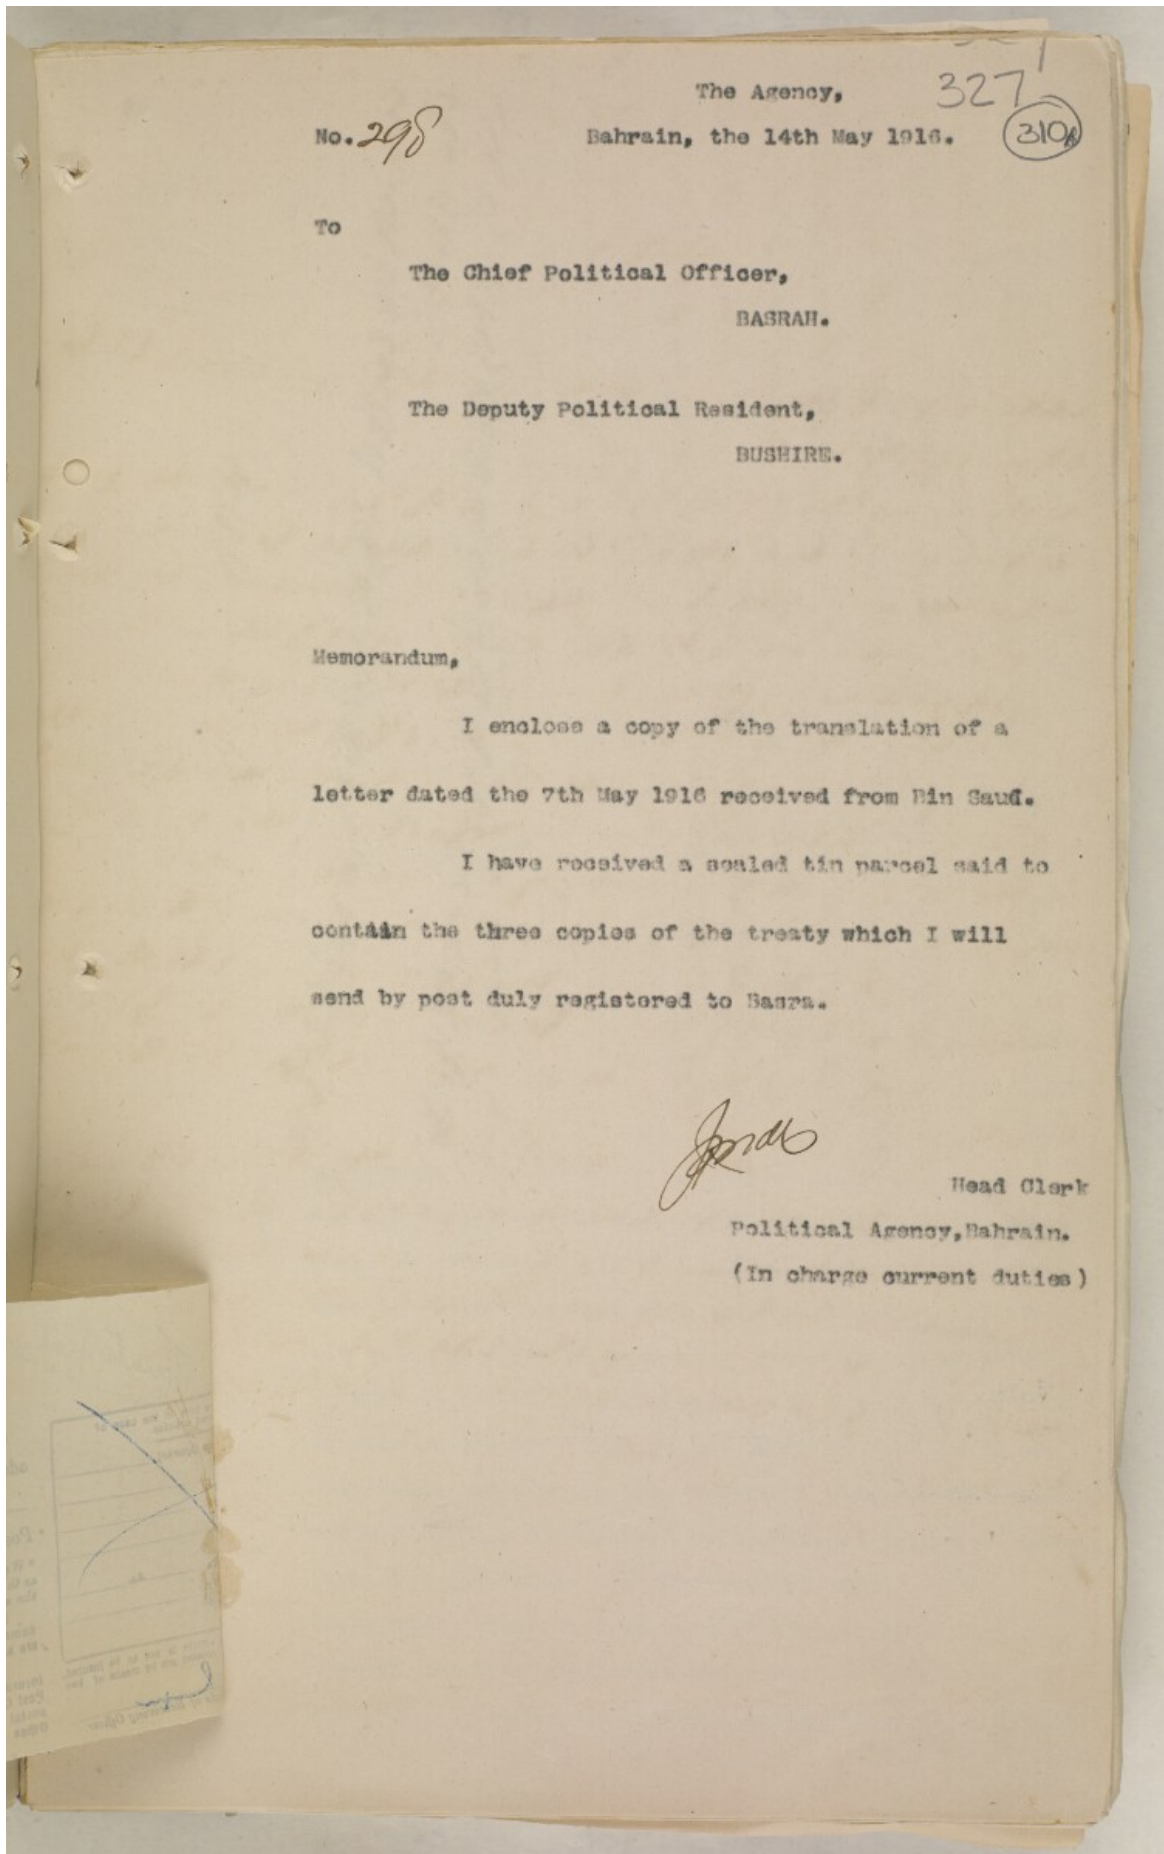 327
The Agency,
No. 298 Bahrain, the 14th May 1916. 310A
To
The Chief Political Officer,
BASRAH.
The Deputy Political Resident,
BUSHIRE.
Memorandum,
I enclose a copy of the translation of a
letter dated the 7th May 1916 received from Bin Saud.
I have received a sealed tin parcel said to
contain the three copies of the treaty which I will
send by post duly registered to Basra.
Head Clerk
Political Agency,Bahrain.
(In charge current duties)